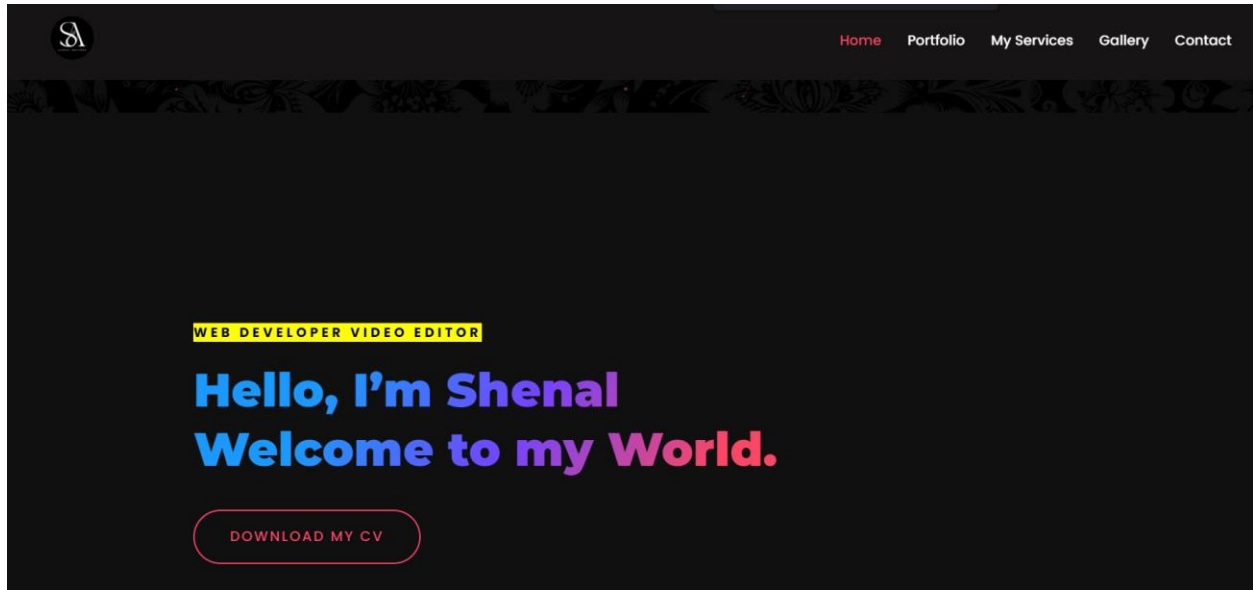 SA
Home Portfolio My Services Gallery Contact
WEB DEVELOPER VIDEO EDITOR
Hello, I’m Shenal
Welcome to my World.
DOWNLOAD MY CV